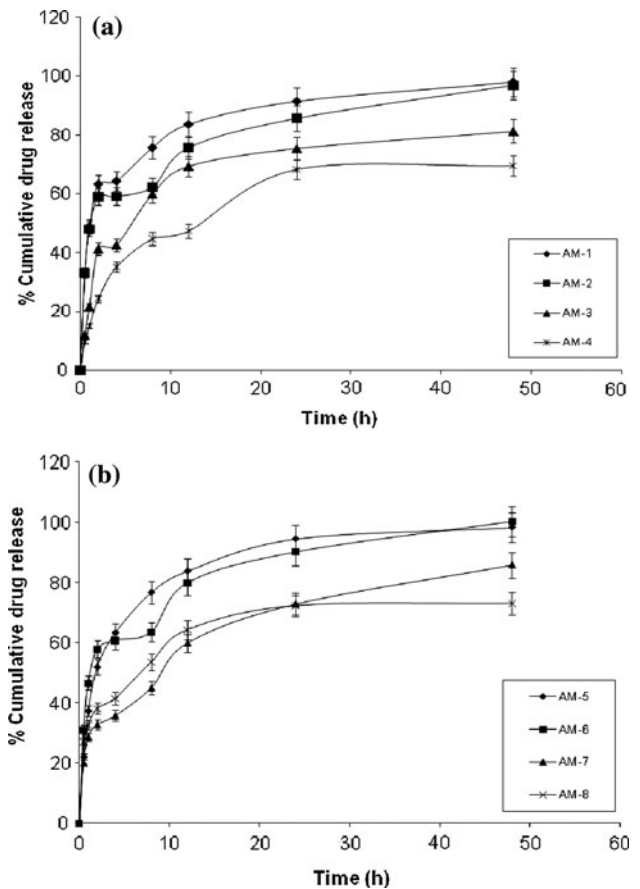 (a)
% Cumulative drug release
120
100
80
60
40
20
0
0 10 20 30 40 50 60
Time (h)
AM-1
AM-2
AM-3
AM-4
(b)
% Cumulative drug release
120
100
80
60
40
20
0
0 10 20 30 40 50 60
Time (h)
AM-5
AM-6
AM-7
AM-8